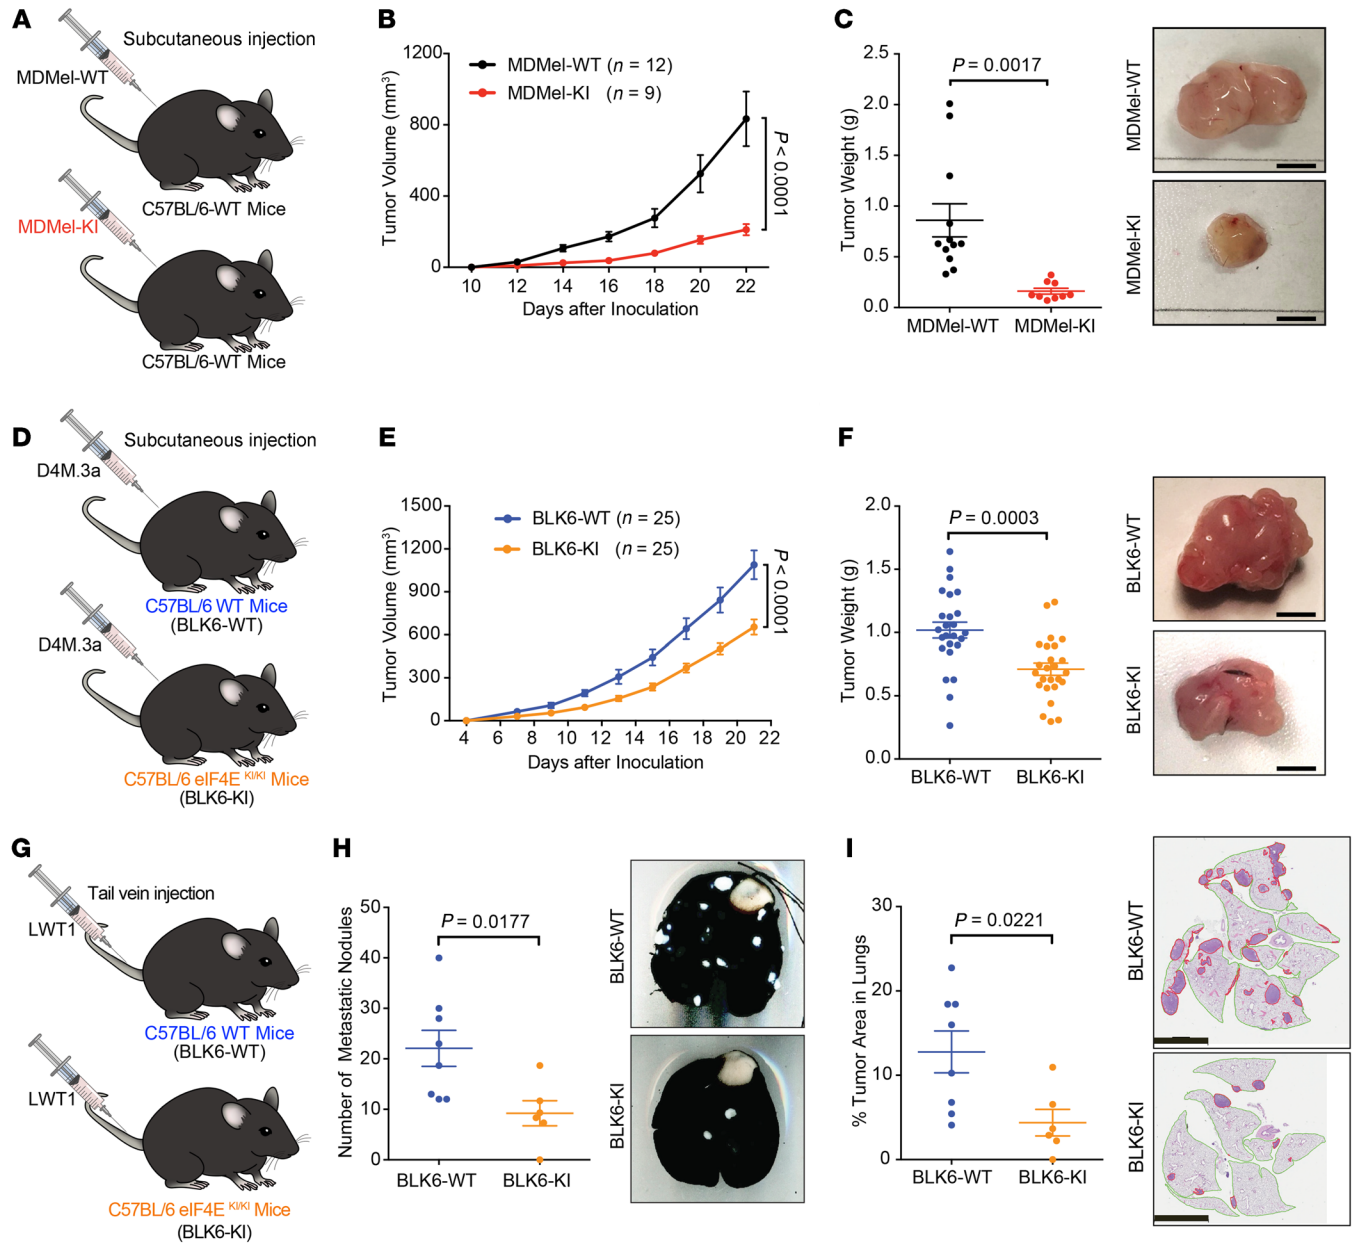 A
Subcutaneous injection
MDMel-WT
C57BL/6-WT Mice
MDMel-KI
C57BL/6-WT Mice
B
Tumor Volume (mm³)
1200
800
400
0
MDMel-WT (n = 12)
MDMel-KI (n = 9)
P < 0.0001
10 12 14 16 18 20 22
Days after Inoculation
C
Tumor Weight (g)
2.5
2.0
1.5
1.0
0.5
0.0
P = 0.0017
MDMel-WT MDMel-KI
MDMel-WT
MDMel-KI
D
Subcutaneous injection
D4M.3a
C57BL/6 WT Mice
(BLK6-WT)
D4M.3a
C57BL/6 eIF4E KI/KI Mice
(BLK6-KI)
E
Tumor Volume (mm³)
1500
1200
900
600
300
0
BLK6-WT (n = 25)
BLK6-KI (n = 25)
P < 0.0001
4 6 9 10 12 14 16 18 20 22
Days after Inoculation
F
Tumor Weight (g)
2.0
1.5
1.0
0.5
0.0
P = 0.0003
BLK6-WT BLK6-KI
BLK6-WT
BLK6-KI
G
Tail vein injection
LWT1
C57BL/6 WT Mice
(BLK6-WT)
LWT1
C57BL/6 eIF4E KI/KI Mice
(BLK6-KI)
H
Number of Metastatic Nodules
50
40
30
20
10
0
P = 0.0177
BLK6-WT BLK6-KI
BLK6-WT
BLK6-KI
I
% Tumor Area in Lungs
30
20
10
0
P = 0.0221
BLK6-WT BLK6-KI
BLK6-WT
BLK6-KI